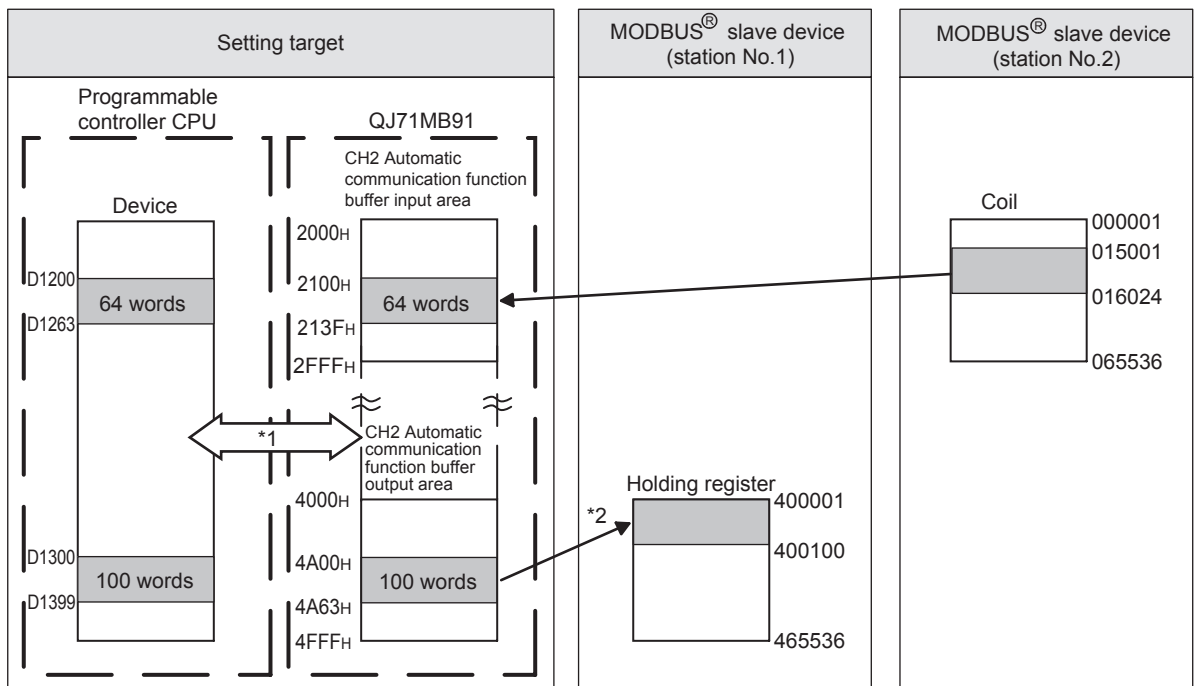 Setting target
MODBUS® slave device
(station No.1)
MODBUS® slave device
(station No.2)
Programmable
controller CPU
QJ71MB91
CH2 Automatic
communication function
buffer input area
Device
Coil
2000H
000001
015001
D1200
2100H
64 words
64 words
016024
D1263
213FH
2FFFH
065536
*1
CH2 Automatic
communication
function buffer
output area
Holding register
4000H
400001
*2
D1300
4A00H
400100
100 words
100 words
D1399
4A63H
4FFFH
465536